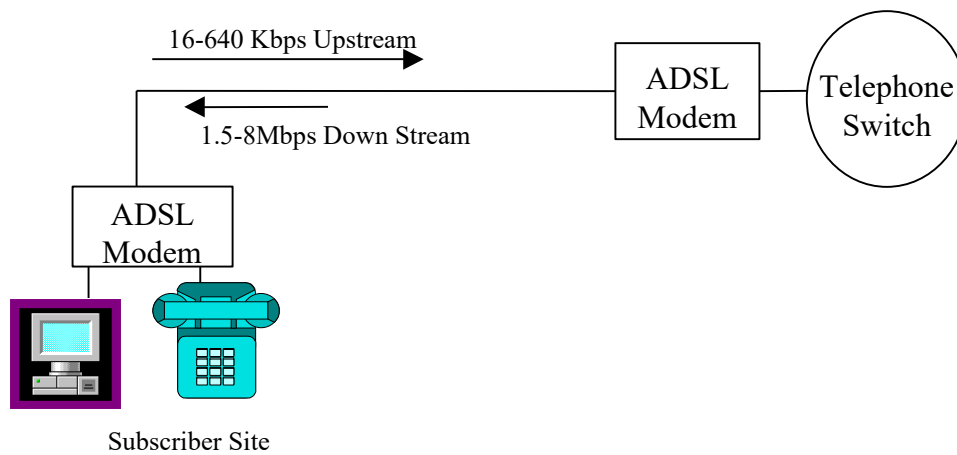 16-640 Kbps Upstream
1.5-8Mbps Down Stream
ADSL
Modem
Telephone
Switch
ADSL
Modem
Subscriber Site